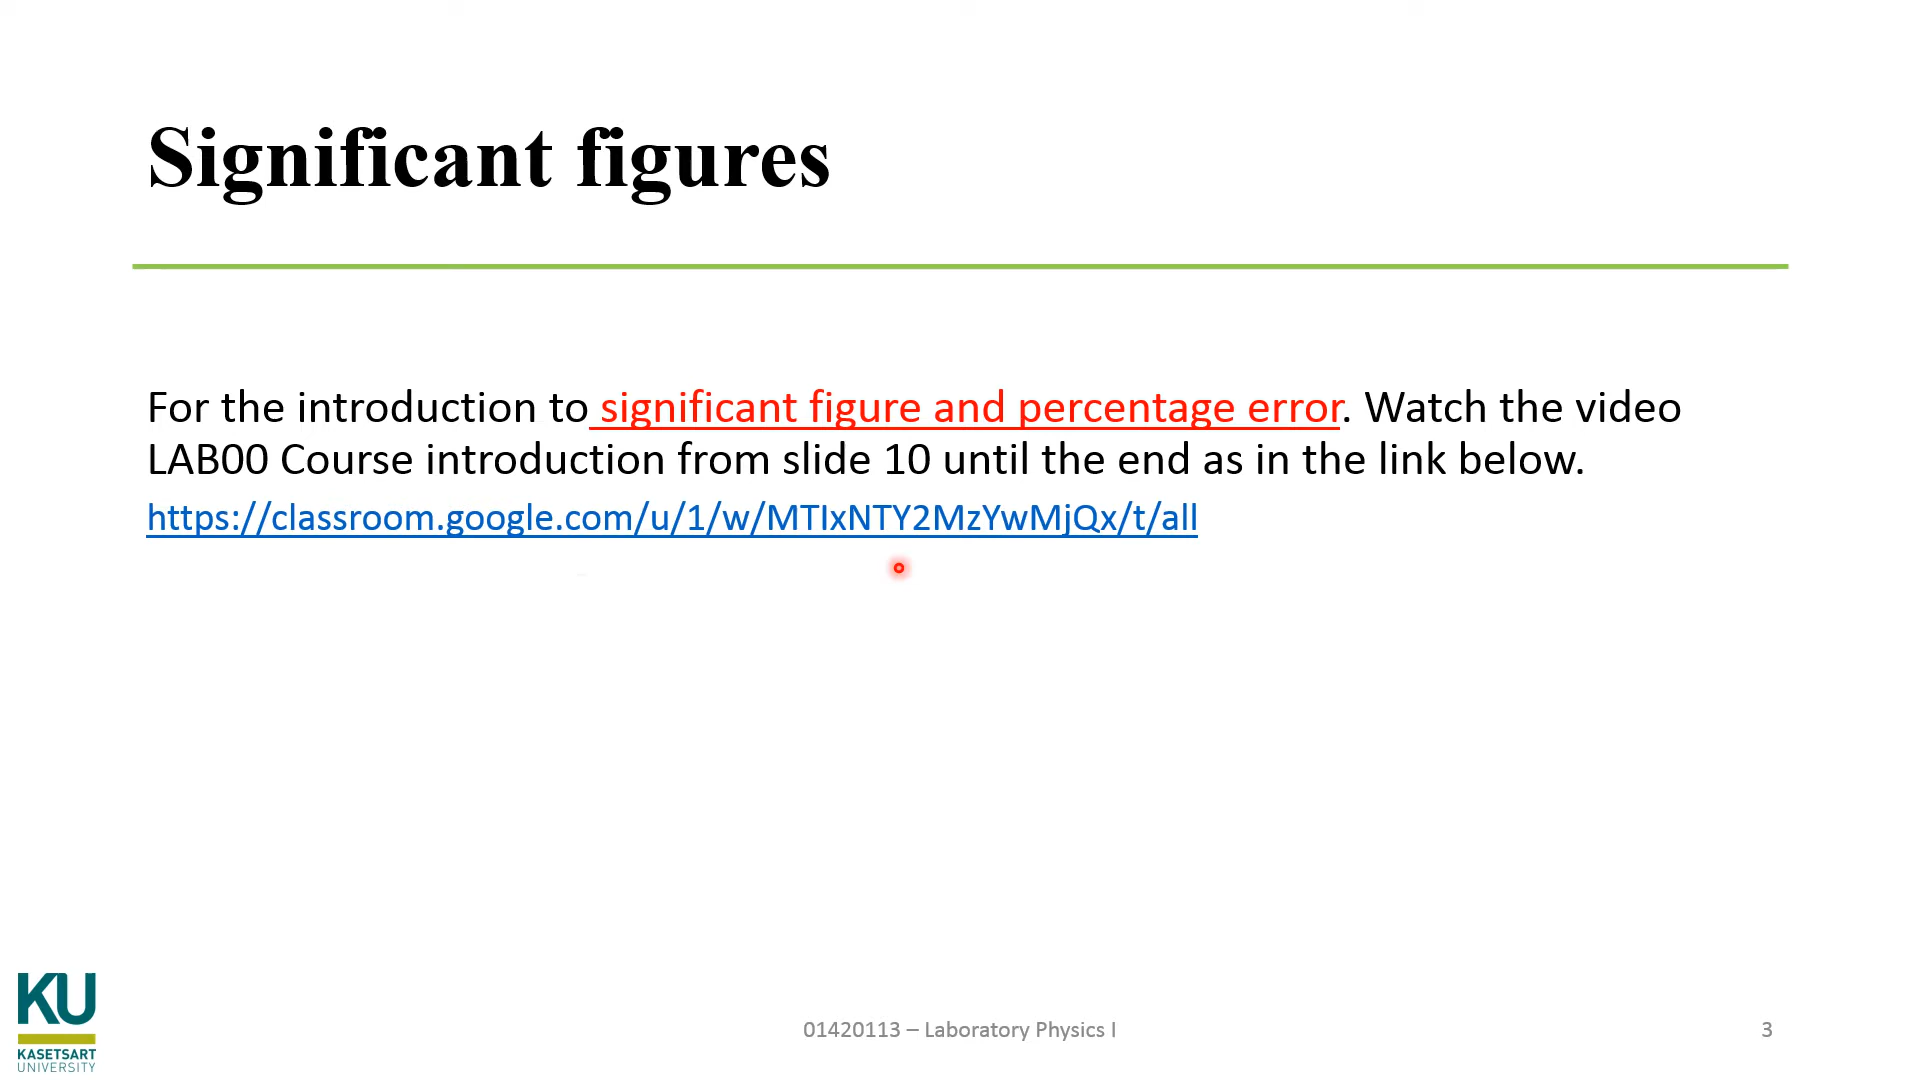 Significant figures
For the introduction to significant figure and percentage error. Watch the video
LAB00 Course introduction from slide 10 until the end as in the link below.
https://classroom.google.com/u/1/w/MTIxNTY2MzYwMjQx/t/all
KU
KASETSART
UNIVERSITY
01420113 – Laboratory Physics I
3